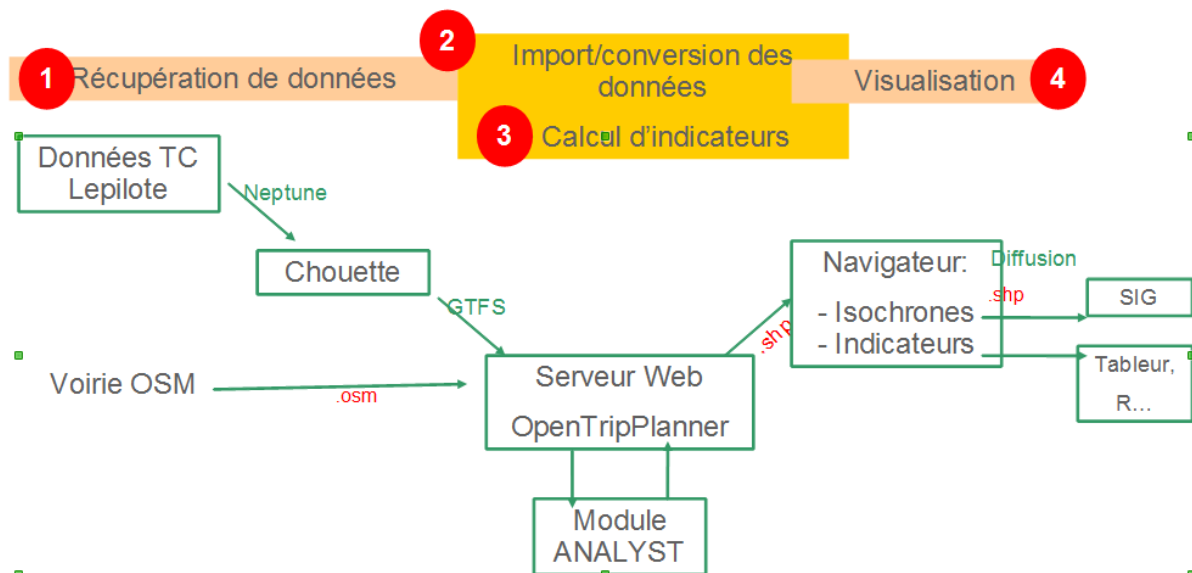 1 Récupération de données
2
Import/conversion des
données
3 Calcul d'indicateurs
Visualisation 4
Données TC
Lepilote
Neptune
Chouette
GTFS
Voirie OSM
.osm
Serveur Web
OpenTripPlanner
Module
ANALYST
.shp
Navigateur:
- Isochrones
- Indicateurs
Diffusion
.shp
SIG
Tableur,
R...